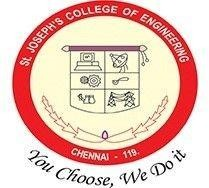 St. JOSEPH'S COLLEGE OF ENGINEERING
CHENNAI - 119.
You Choose, We Do it